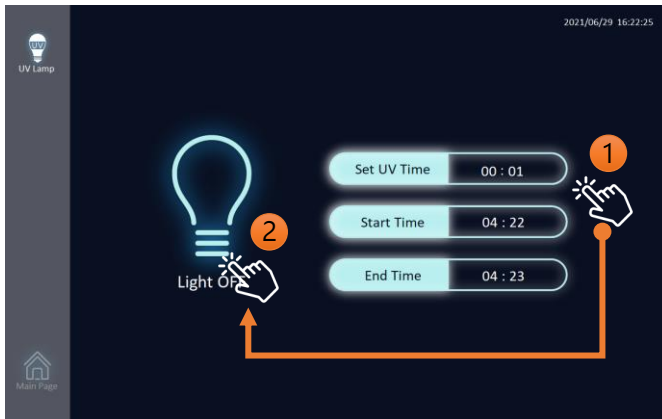 2021/06/29 16:22:25
UV
UV Lamp
1
Set UV Time 00 : 01
2
Start Time 04 : 22
Light OFF
End Time 04 : 23
Main Page